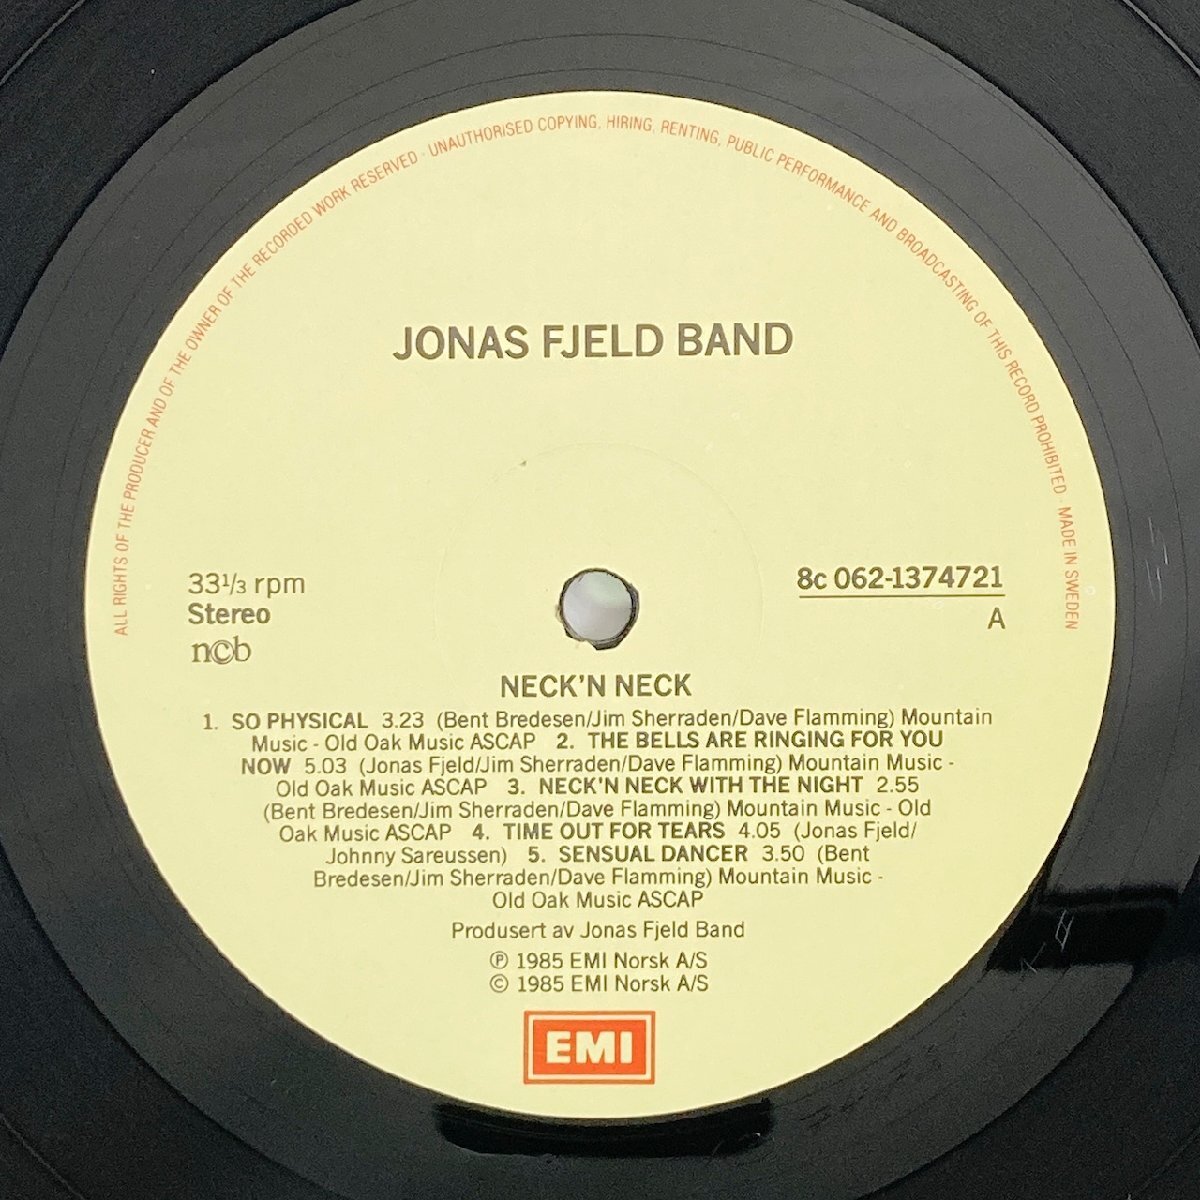 ALL RIGHTS OF THE PRODUCER AND OF THE OWNER OF THE RECORDED WORK RESERVED · UNAUTHORISED COPYING, HIRING, RENTING, PUBLIC PERFORMANCE AND BROADCASTING OF THIS RECORD PROHIBITED · MADE IN SWEDEN
JONAS FJELD BAND
33⅓ rpm
Stereo
n©b
8c 062-1374721
A
NECK'N NECK
1. SO PHYSICAL 3.23 (Bent Bredesen/Jim Sherraden/Dave Flamming) Mountain
Music - Old Oak Music ASCAP 2. THE BELLS ARE RINGING FOR YOU
NOW 5.03 (Jonas Fjeld/Jim Sherraden/Dave Flamming) Mountain Music -
Old Oak Music ASCAP 3. NECK'N NECK WITH THE NIGHT 2.55
(Bent Bredesen/Jim Sherraden/Dave Flamming) Mountain Music - Old
Oak Music ASCAP 4. TIME OUT FOR TEARS 4.05 (Jonas Fjeld/
Johnny Sareussen) 5. SENSUAL DANCER 3.50 (Bent
Bredesen/Jim Sherraden/Dave Flamming) Mountain Music -
Old Oak Music ASCAP
Produsert av Jonas Fjeld Band
℗ 1985 EMI Norsk A/S
© 1985 EMI Norsk A/S
EMI